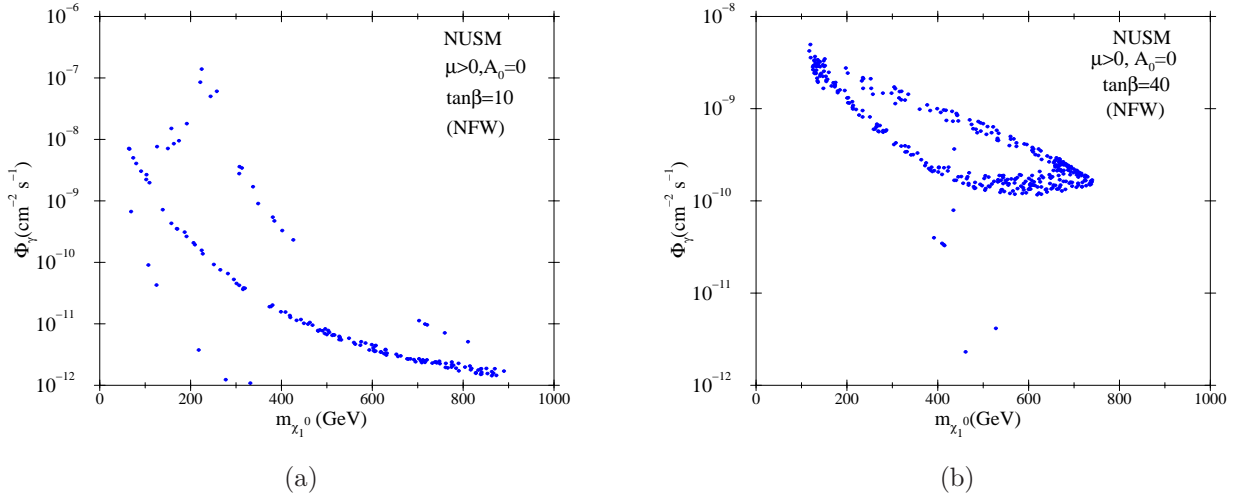 10⁻⁶
10⁻⁷
10⁻⁸
10⁻⁹
10⁻¹⁰
10⁻¹¹
10⁻¹²
Φγ(cm⁻² s⁻¹)
NUSM
μ>0,A₀=0
tanβ=10
(NFW)
0 200 400 600 800 1000
mχ₁⁰ (GeV)
(a)
10⁻⁸
10⁻⁹
10⁻¹⁰
10⁻¹¹
10⁻¹²
Φγ(cm⁻² s⁻¹)
NUSM
μ>0, A₀=0
tanβ=40
(NFW)
0 200 400 600 800 1000
mχ₁⁰(GeV)
(b)